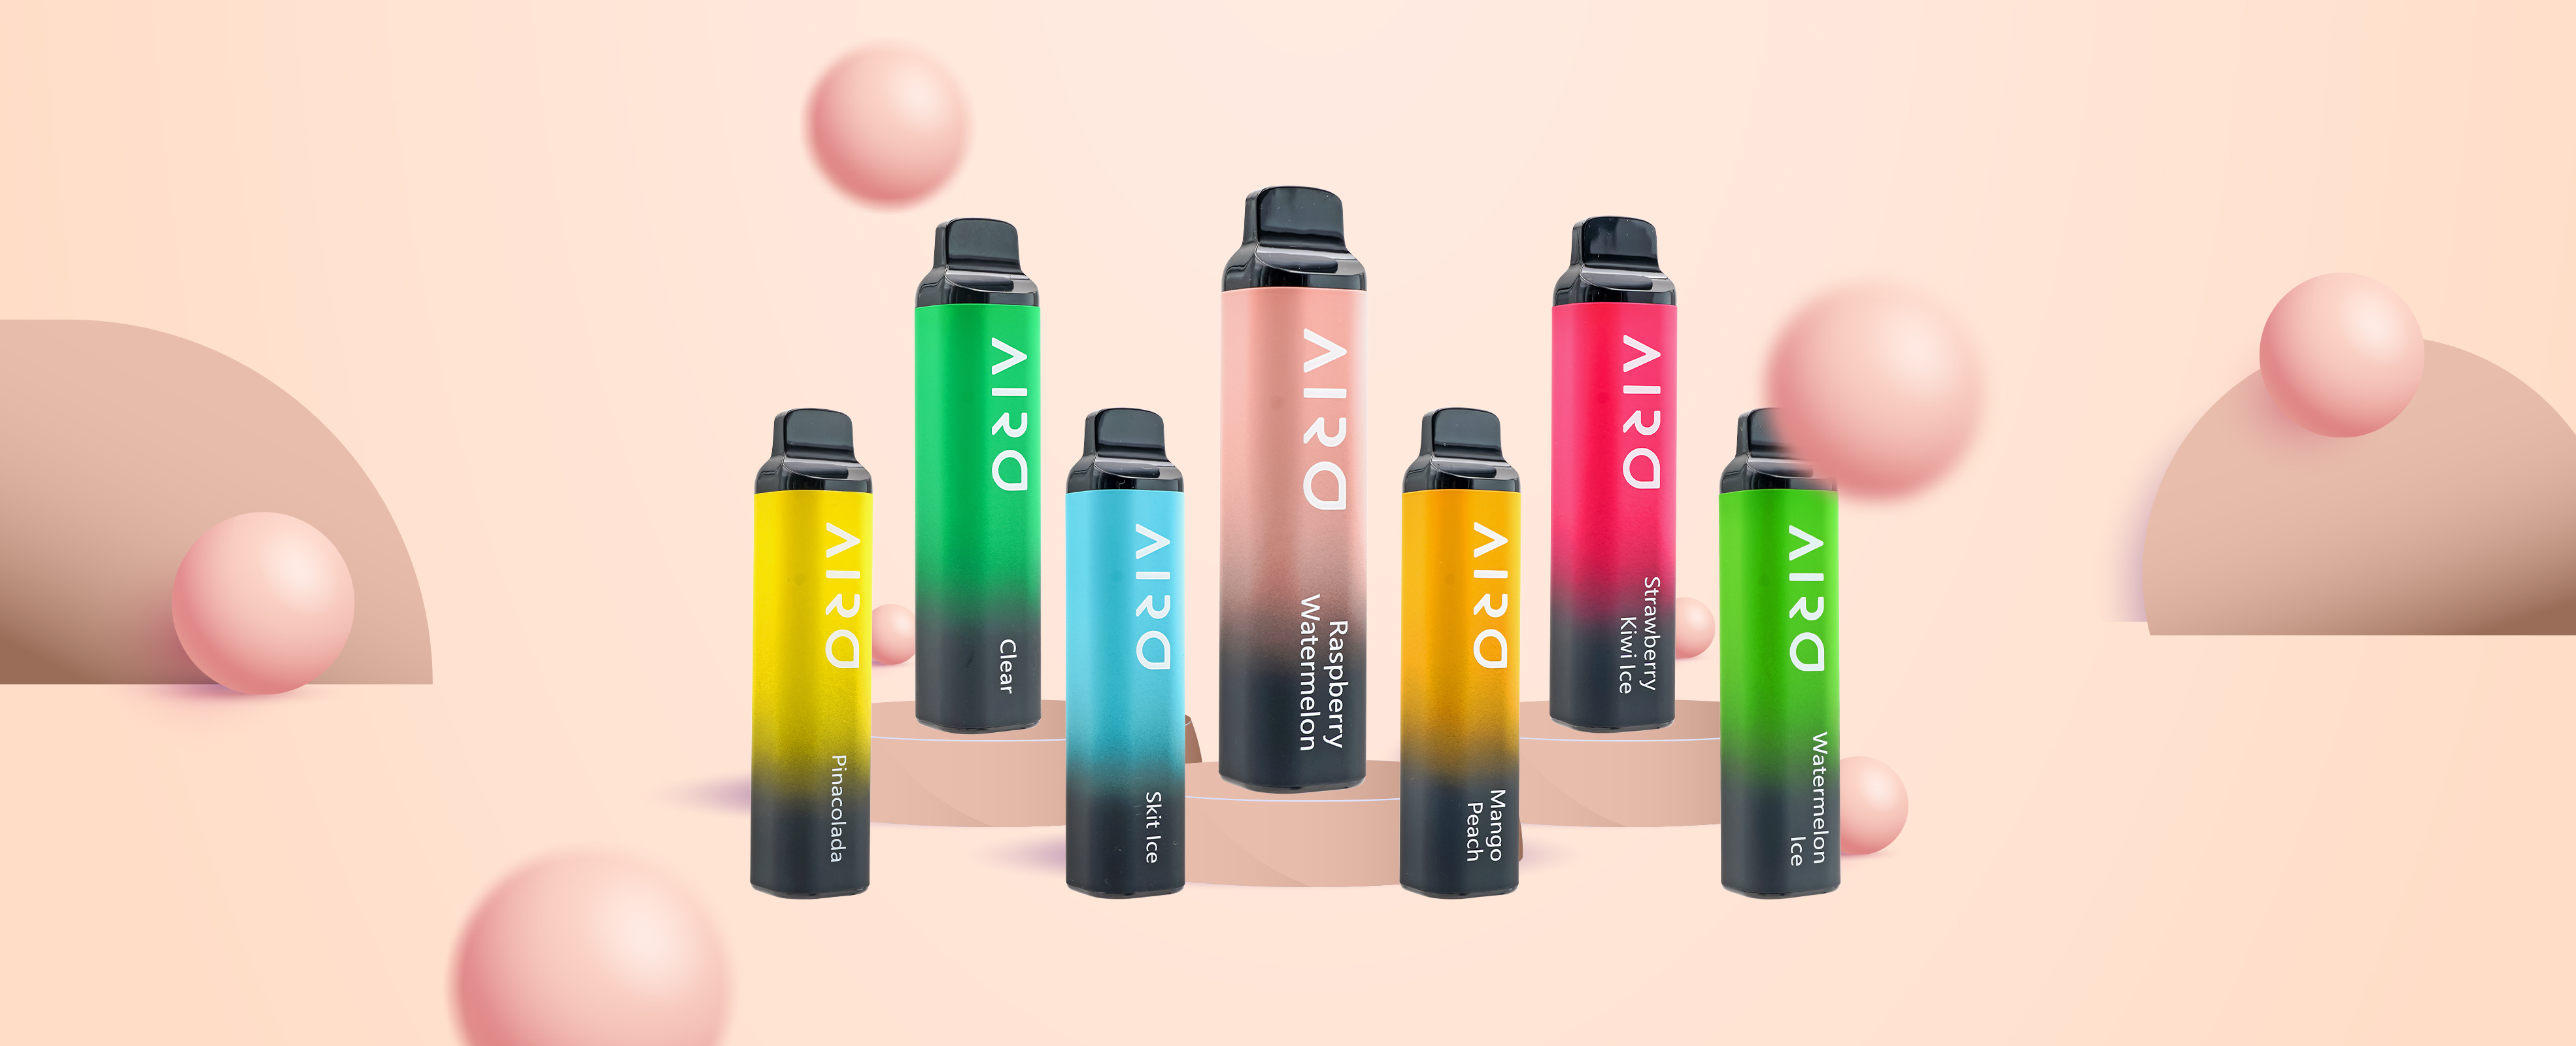 AIRO
Pinacolada
AIRO
Clear
AIRO
Skit Ice
AIRO
Raspberry
Watermelon
AIRO
Mango
Peach
AIRO
Strawberry
Kiwi Ice
AIRO
Watermelon
Ice